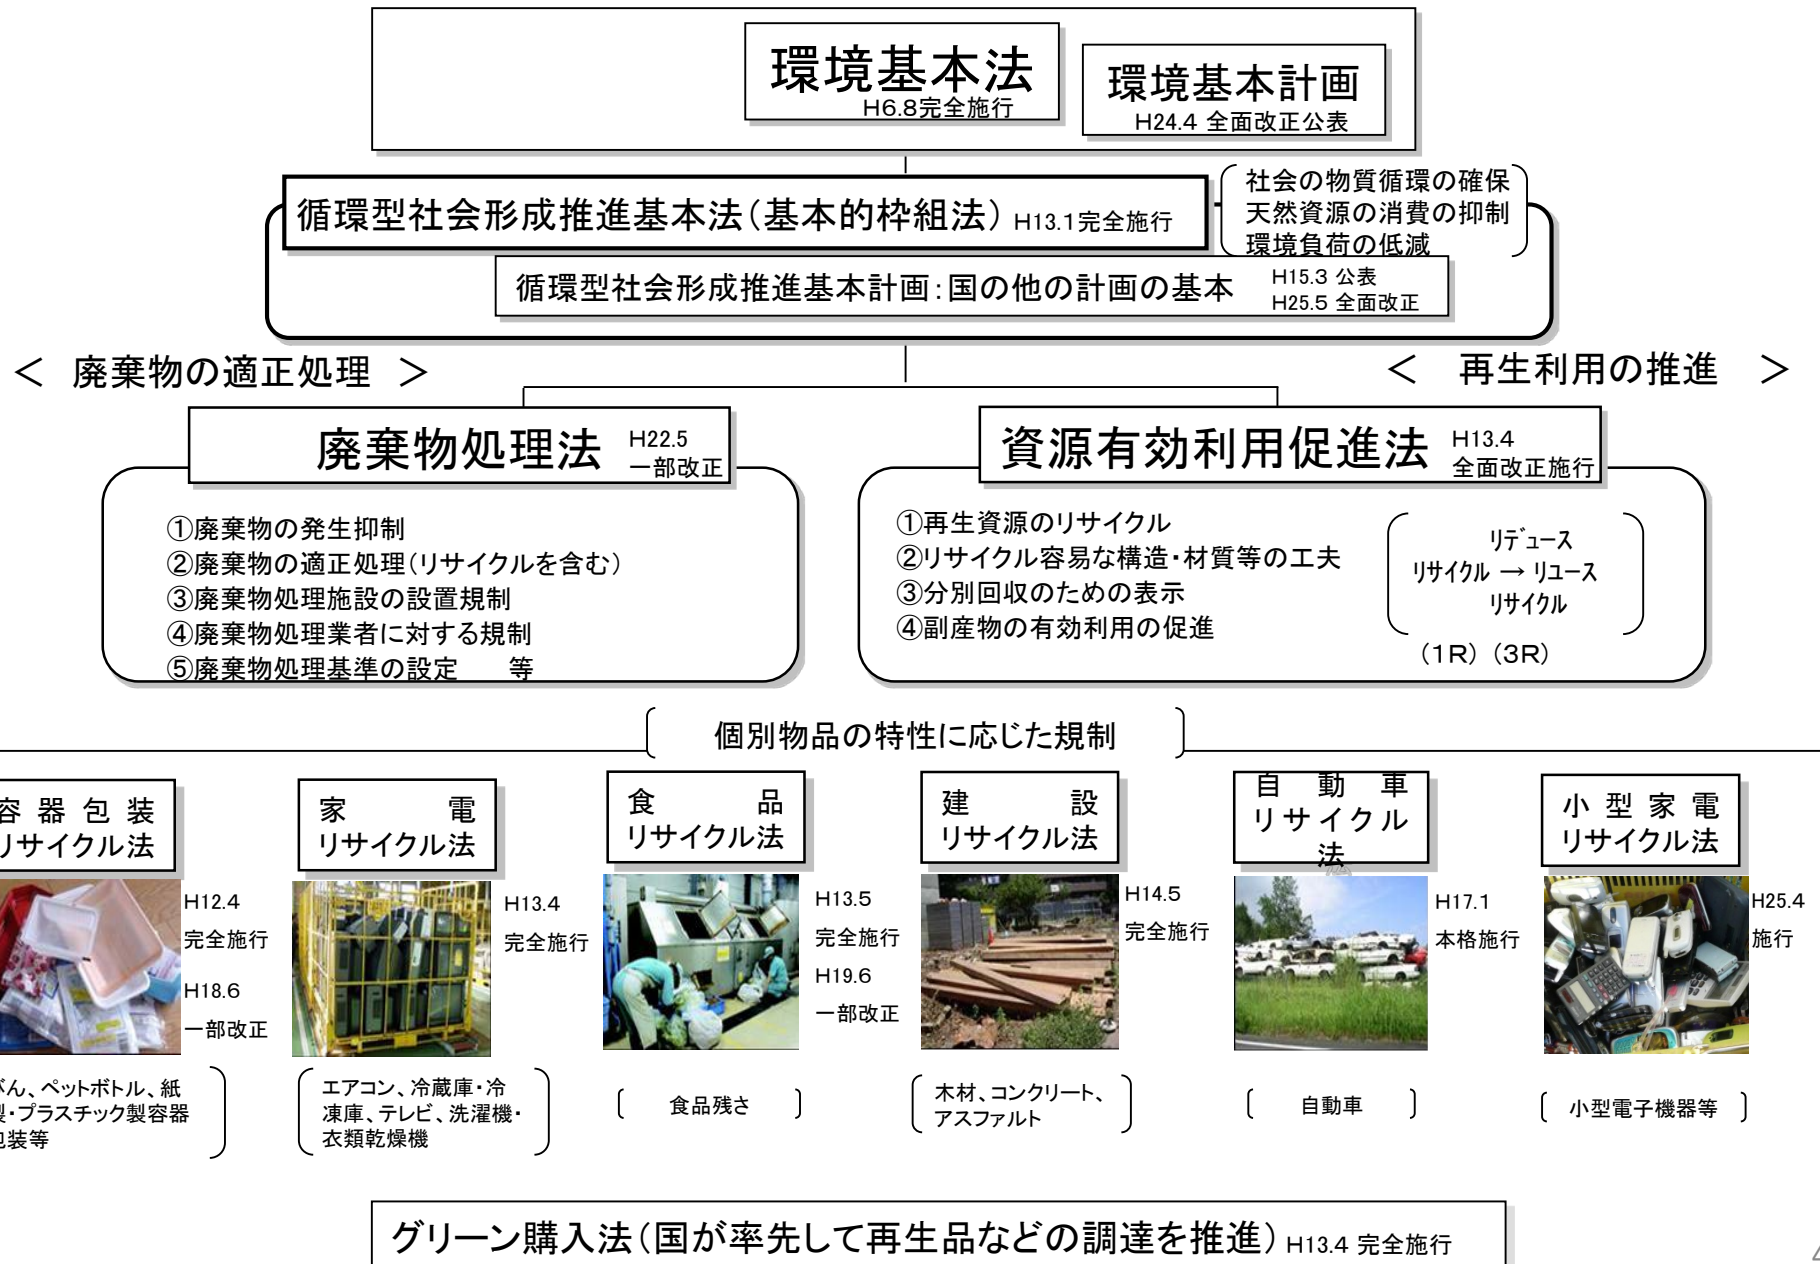 環境基本法
H6.8完全施行
環境基本計画
H24.4 全面改正公表
循環型社会形成推進基本法(基本的枠組法) H13.1完全施行
社会の物質循環の確保
天然資源の消費の抑制
環境負荷の低減
循環型社会形成推進基本計画:国の他の計画の基本
H15.3 公表
H25.5 全面改正
＜ 廃棄物の適正処理 ＞
＜ 再生利用の推進 ＞
廃棄物処理法
H22.5
一部改正
①廃棄物の発生抑制
②廃棄物の適正処理(リサイクルを含む)
③廃棄物処理施設の設置規制
④廃棄物処理業者に対する規制
⑤廃棄物処理基準の設定 等
資源有効利用促進法
H13.4
全面改正施行
①再生資源のリサイクル
②リサイクル容易な構造・材質等の工夫
③分別回収のための表示
④副産物の有効利用の促進
リデュース
リサイクル → リユース
リサイクル
(1R) (3R)
個別物品の特性に応じた規制
容器包装
リサイクル法
H12.4
完全施行
H18.6
一部改正
びん、ペットボトル、紙
製・プラスチック製容器
包装等
家電
リサイクル法
H13.4
完全施行
エアコン、冷蔵庫・冷
凍庫、テレビ、洗濯機・
衣類乾燥機
食品
リサイクル法
H13.5
完全施行
H19.6
一部改正
食品残さ
建設
リサイクル法
H14.5
完全施行
木材、コンクリート、
アスファルト
自動車
リサイクル
法
H17.1
本格施行
自動車
小型家電
リサイクル法
H25.4
施行
小型電子機器等
グリーン購入法(国が率先して再生品などの調達を推進) H13.4 完全施行